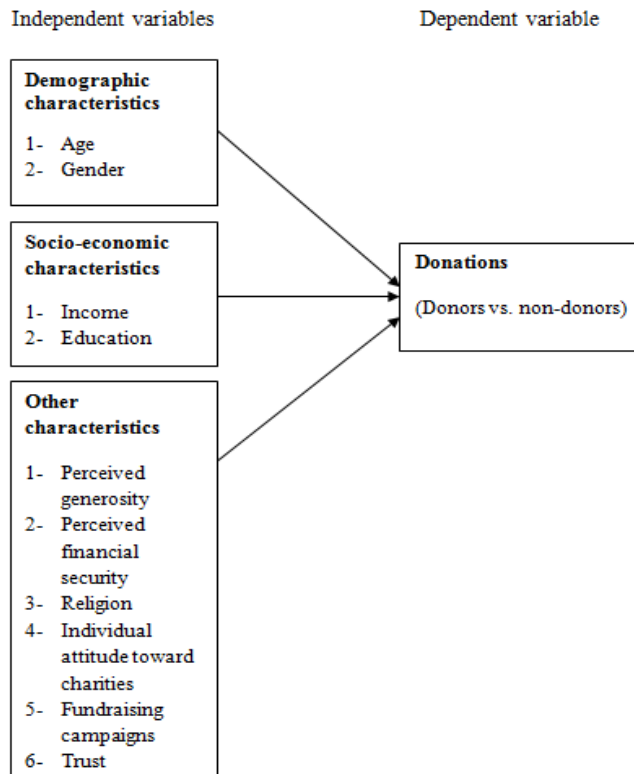 Independent variables
Dependent variable
Demographic
characteristics
1- Age
2- Gender
Socio-economic
characteristics
1- Income
2- Education
Donations
(Donors vs. non-donors)
Other
characteristics
1- Perceived
generosity
2- Perceived
financial
security
3- Religion
4- Individual
attitude toward
charities
5- Fundraising
campaigns
6- Trust